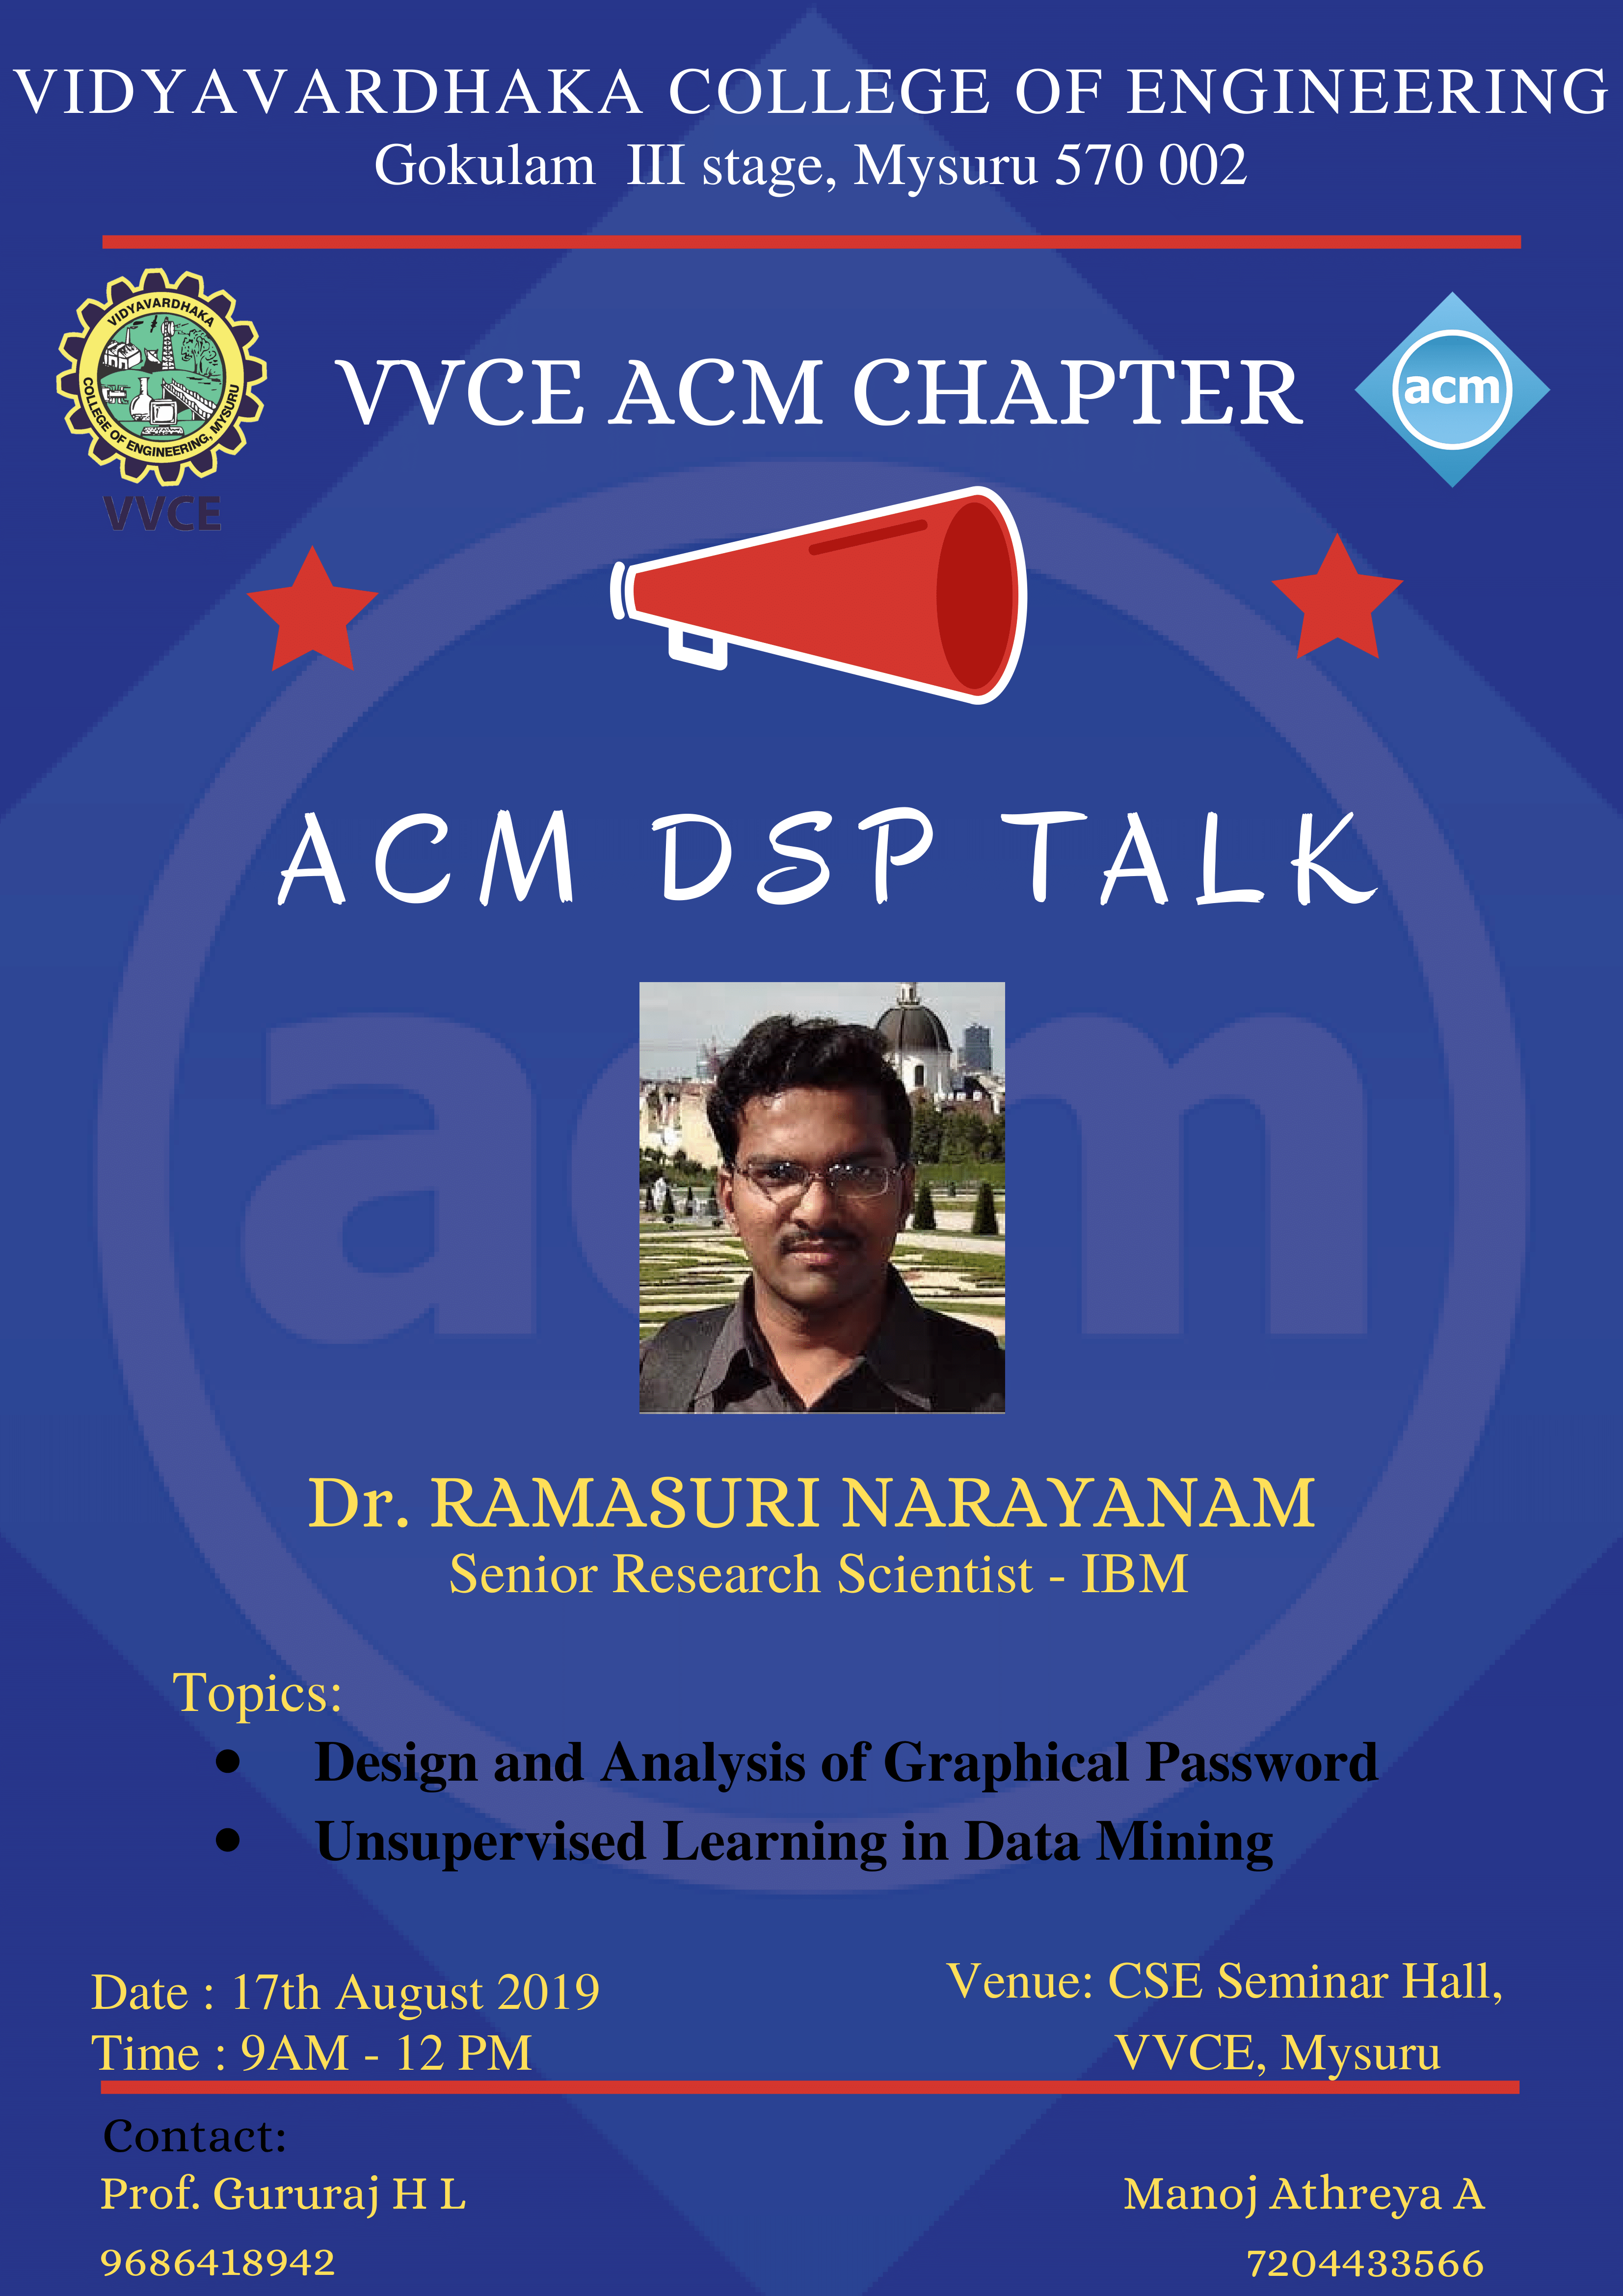 VIDYAVARDHAKA COLLEGE OF ENGINEERING
Gokulam III stage, Mysuru 570 002
VIDYAVARDHAKA
COLLEGE OF ENGINEERING, MYSURU
VVCE
VVCE ACM CHAPTER
acm
ACM DSP TALK
acm
Dr. RAMASURI NARAYANAM
Senior Research Scientist - IBM
Topics:
● Design and Analysis of Graphical Password
● Unsupervised Learning in Data Mining
Date : 17th August 2019
Time : 9AM - 12 PM
Venue: CSE Seminar Hall,
VVCE, Mysuru
Contact:
Prof. Gururaj H L
9686418942
Manoj Athreya A
7204433566